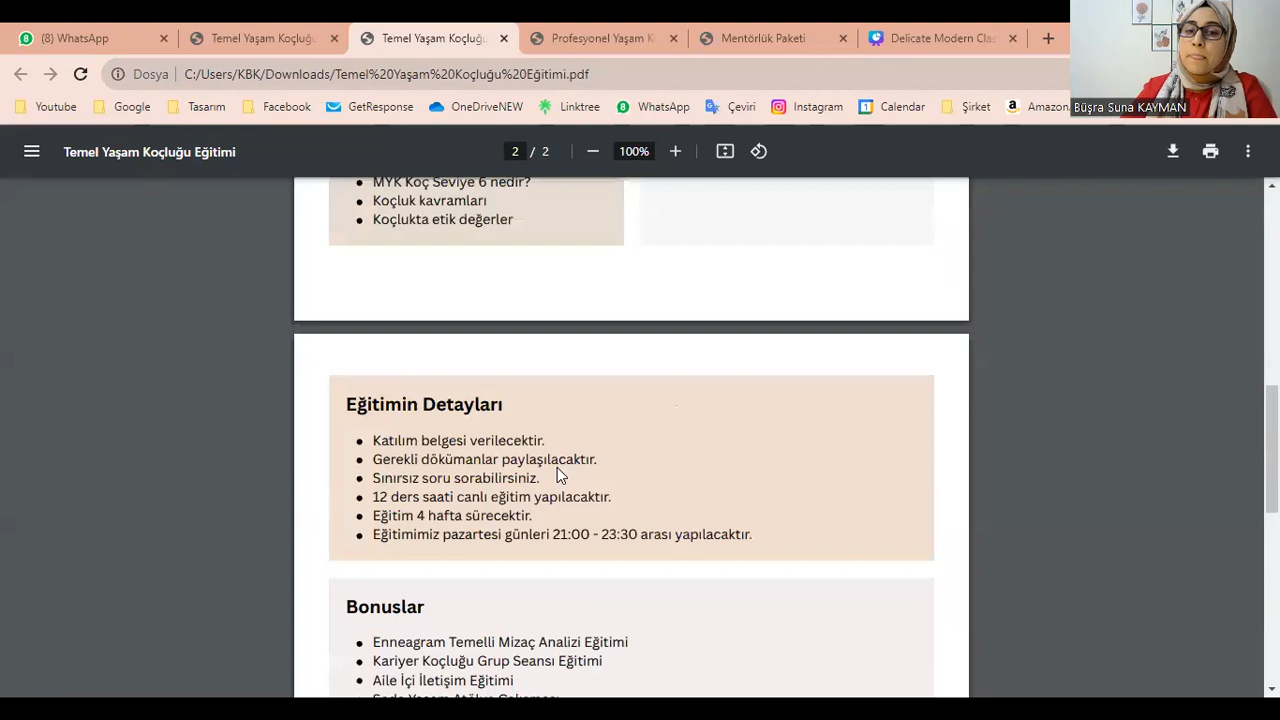 (8) WhatsApp
Temel Yaşam Koçluğu
Temel Yaşam Koçluğu
Profesyonel Yaşam K
Mentörlük Paketi
Delicate Modern Clas
Dosya
C:/Users/KBK/Downloads/Temel%20Yaşam%20Koçluğu%20Eğitimi.pdf
Youtube
Google
Tasarım
Facebook
GetResponse
OneDriveNEW
Linktree
WhatsApp
Çeviri
Instagram
Calendar
Şirket
Amazon
Büşra Suna KAYMAN
Temel Yaşam Koçluğu Eğitimi
2 / 2
100%
MYK Koç Seviye 6 nedir?
Koçluk kavramları
Koçlukta etik değerler
Eğitimin Detayları
Katılım belgesi verilecektir.
Gerekli dökümanlar paylaşılacaktır.
Sınırsız soru sorabilirsiniz.
12 ders saati canlı eğitim yapılacaktır.
Eğitim 4 hafta sürecektir.
Eğitimimiz pazartesi günleri 21:00 - 23:30 arası yapılacaktır.
Bonuslar
Enneagram Temelli Mizaç Analizi Eğitimi
Kariyer Koçluğu Grup Seansı Eğitimi
Aile İçi İletişim Eğitimi